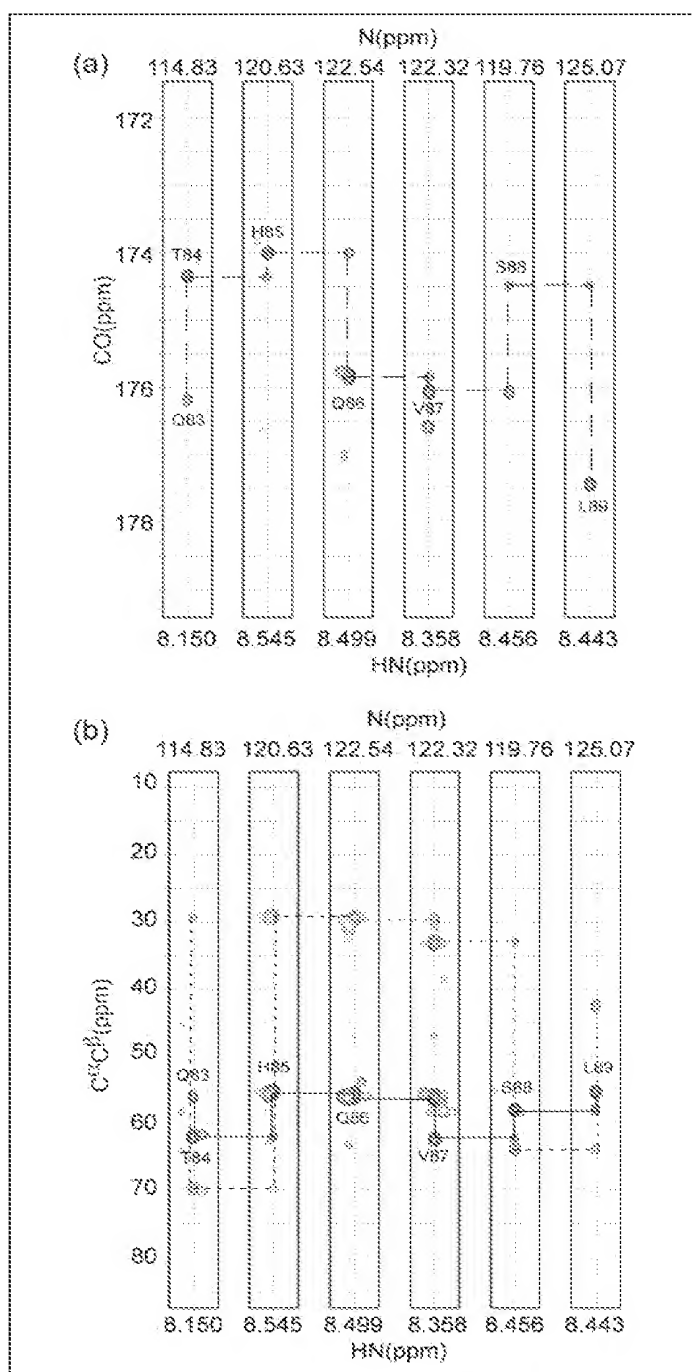 (a)
N(ppm)
114.83 120.63 122.54 122.32 119.76 125.07
172
174
176
178
CO(ppm)
T84
Q83
H85
Q86
V87
S88
L89
8.150 8.545 8.499 8.358 8.456 8.443
HN(ppm)
(b)
N(ppm)
114.83 120.63 122.54 122.32 119.76 125.07
10
20
30
40
50
60
70
80
CαCβ(ppm)
Q83
T84
H85
Q86
V87
S88
L89
8.150 8.545 8.499 8.358 8.456 8.443
HN(ppm)